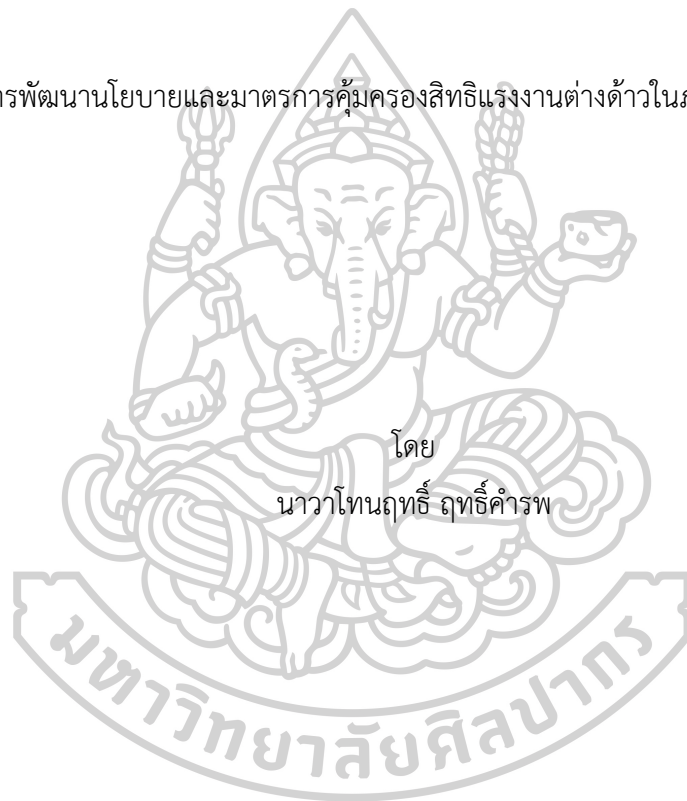 รพัฒนานโยบายและมาตรการคุ้มครองสิทธิแรงงานต่างด้าวใน
โดย
นาวาโทนฤทธิ์ ฤทธิ์คำรพ
มหาวิทยาลัยศิลปากร